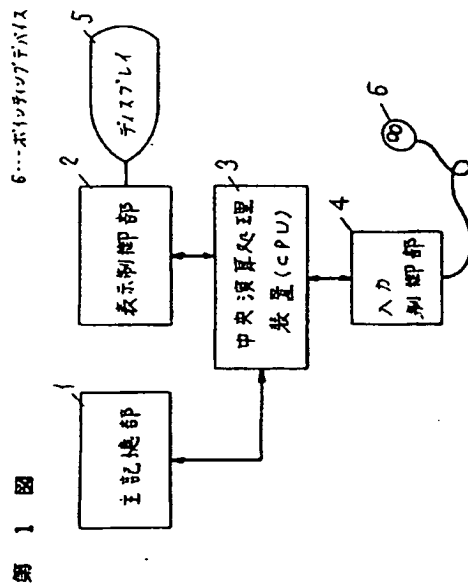 第 1 図
6…ポインティングデバイス
1
主記憶部
2
表示制御部
5
ディスプレイ
3
中央演算処理
装置(CPU)
4
入力
制御部
6